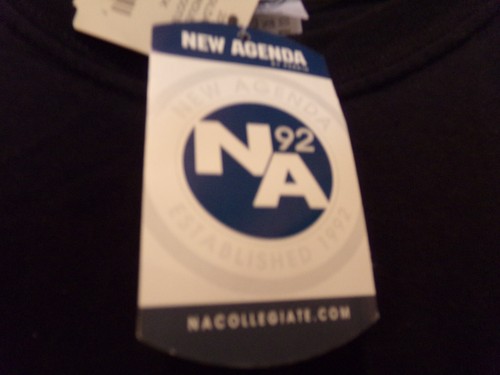 NEW AGENDA
NEW AGENDA
NA
92
ESTABLISHED 1992
NACOLLEGIATE.COM